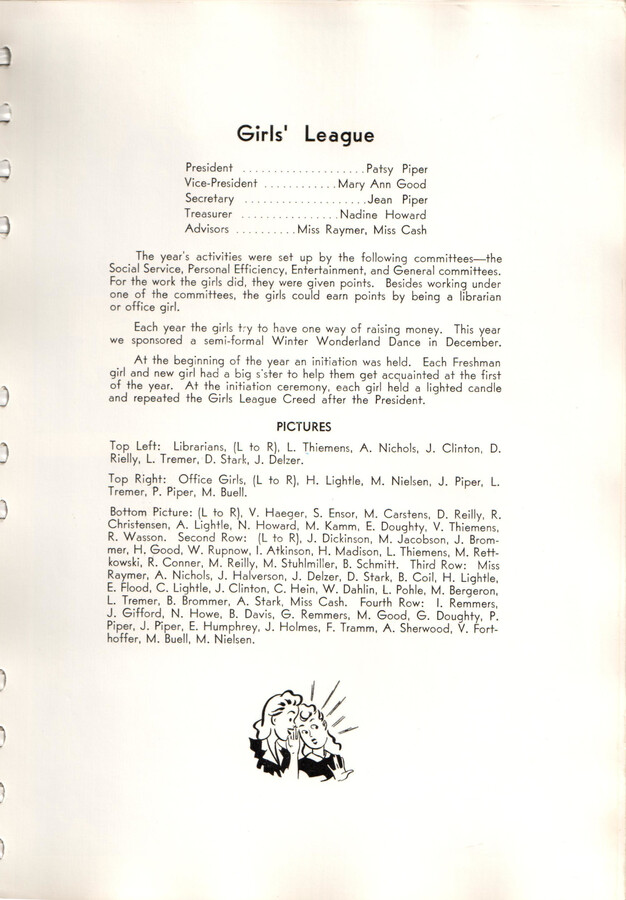 Girls' League
President ....................Patsy Piper
Vice-President ............Mary Ann Good
Secretary ....................Jean Piper
Treasurer ................Nadine Howard
Advisors ..........Miss Raymer, Miss Cash
The year's activities were set up by the following committees—the
Social Service, Personal Efficiency, Entertainment, and General committees.
For the work the girls did, they were given points. Besides working under
one of the committees, the girls could earn points by being a librarian
or office girl.
Each year the girls try to have one way of raising money. This year
we sponsored a semi-formal Winter Wonderland Dance in December.
At the beginning of the year an initiation was held. Each Freshman
girl and new girl had a big s'ster to help them get acquainted at the first
of the year. At the initiation ceremony, each girl held a lighted candle
and repeated the Girls League Creed after the President.
PICTURES
Top Left: Librarians, (L to R), L. Thiemens, A. Nichols, J. Clinton, D.
Rielly, L. Tremer, D. Stark, J. Delzer.
Top Right: Office Girls, (L to R), H. Lightle, M. Nielsen, J. Piper, L.
Tremer, P. Piper, M. Buell.
Bottom Picture: (L to R), V. Haeger, S. Ensor, M. Carstens, D. Reilly, R.
Christensen, A. Lightle, N. Howard, M. Kamm, E. Doughty, V. Thiemens,
R. Wasson. Second Row: (L to R), J. Dickinson, M. Jacobson, J. Brom-
mer, H. Good, W. Rupnow, I. Atkinson, H. Madison, L. Thiemens, M. Rett-
kowski, R. Conner, M. Reilly, M. Stuhlmiller, B. Schmitt. Third Row: Miss
Raymer, A. Nichols, J. Halverson, J. Delzer, D. Stark, B. Coil, H. Lightle,
E. Flood, C. Lightle, J. Clinton, C. Hein, W. Dahlin, L. Pohle, M. Bergeron,
L. Tremer, B. Brommer, A. Stark, Miss Cash. Fourth Row: I. Remmers,
J. Gifford, N. Howe, B. Davis, G. Remmers, M. Good, G. Doughty, P.
Piper, J. Piper, E. Humphrey, J. Holmes, F. Tramm, A. Sherwood, V. Fort-
hoffer, M. Buell, M. Nielsen.